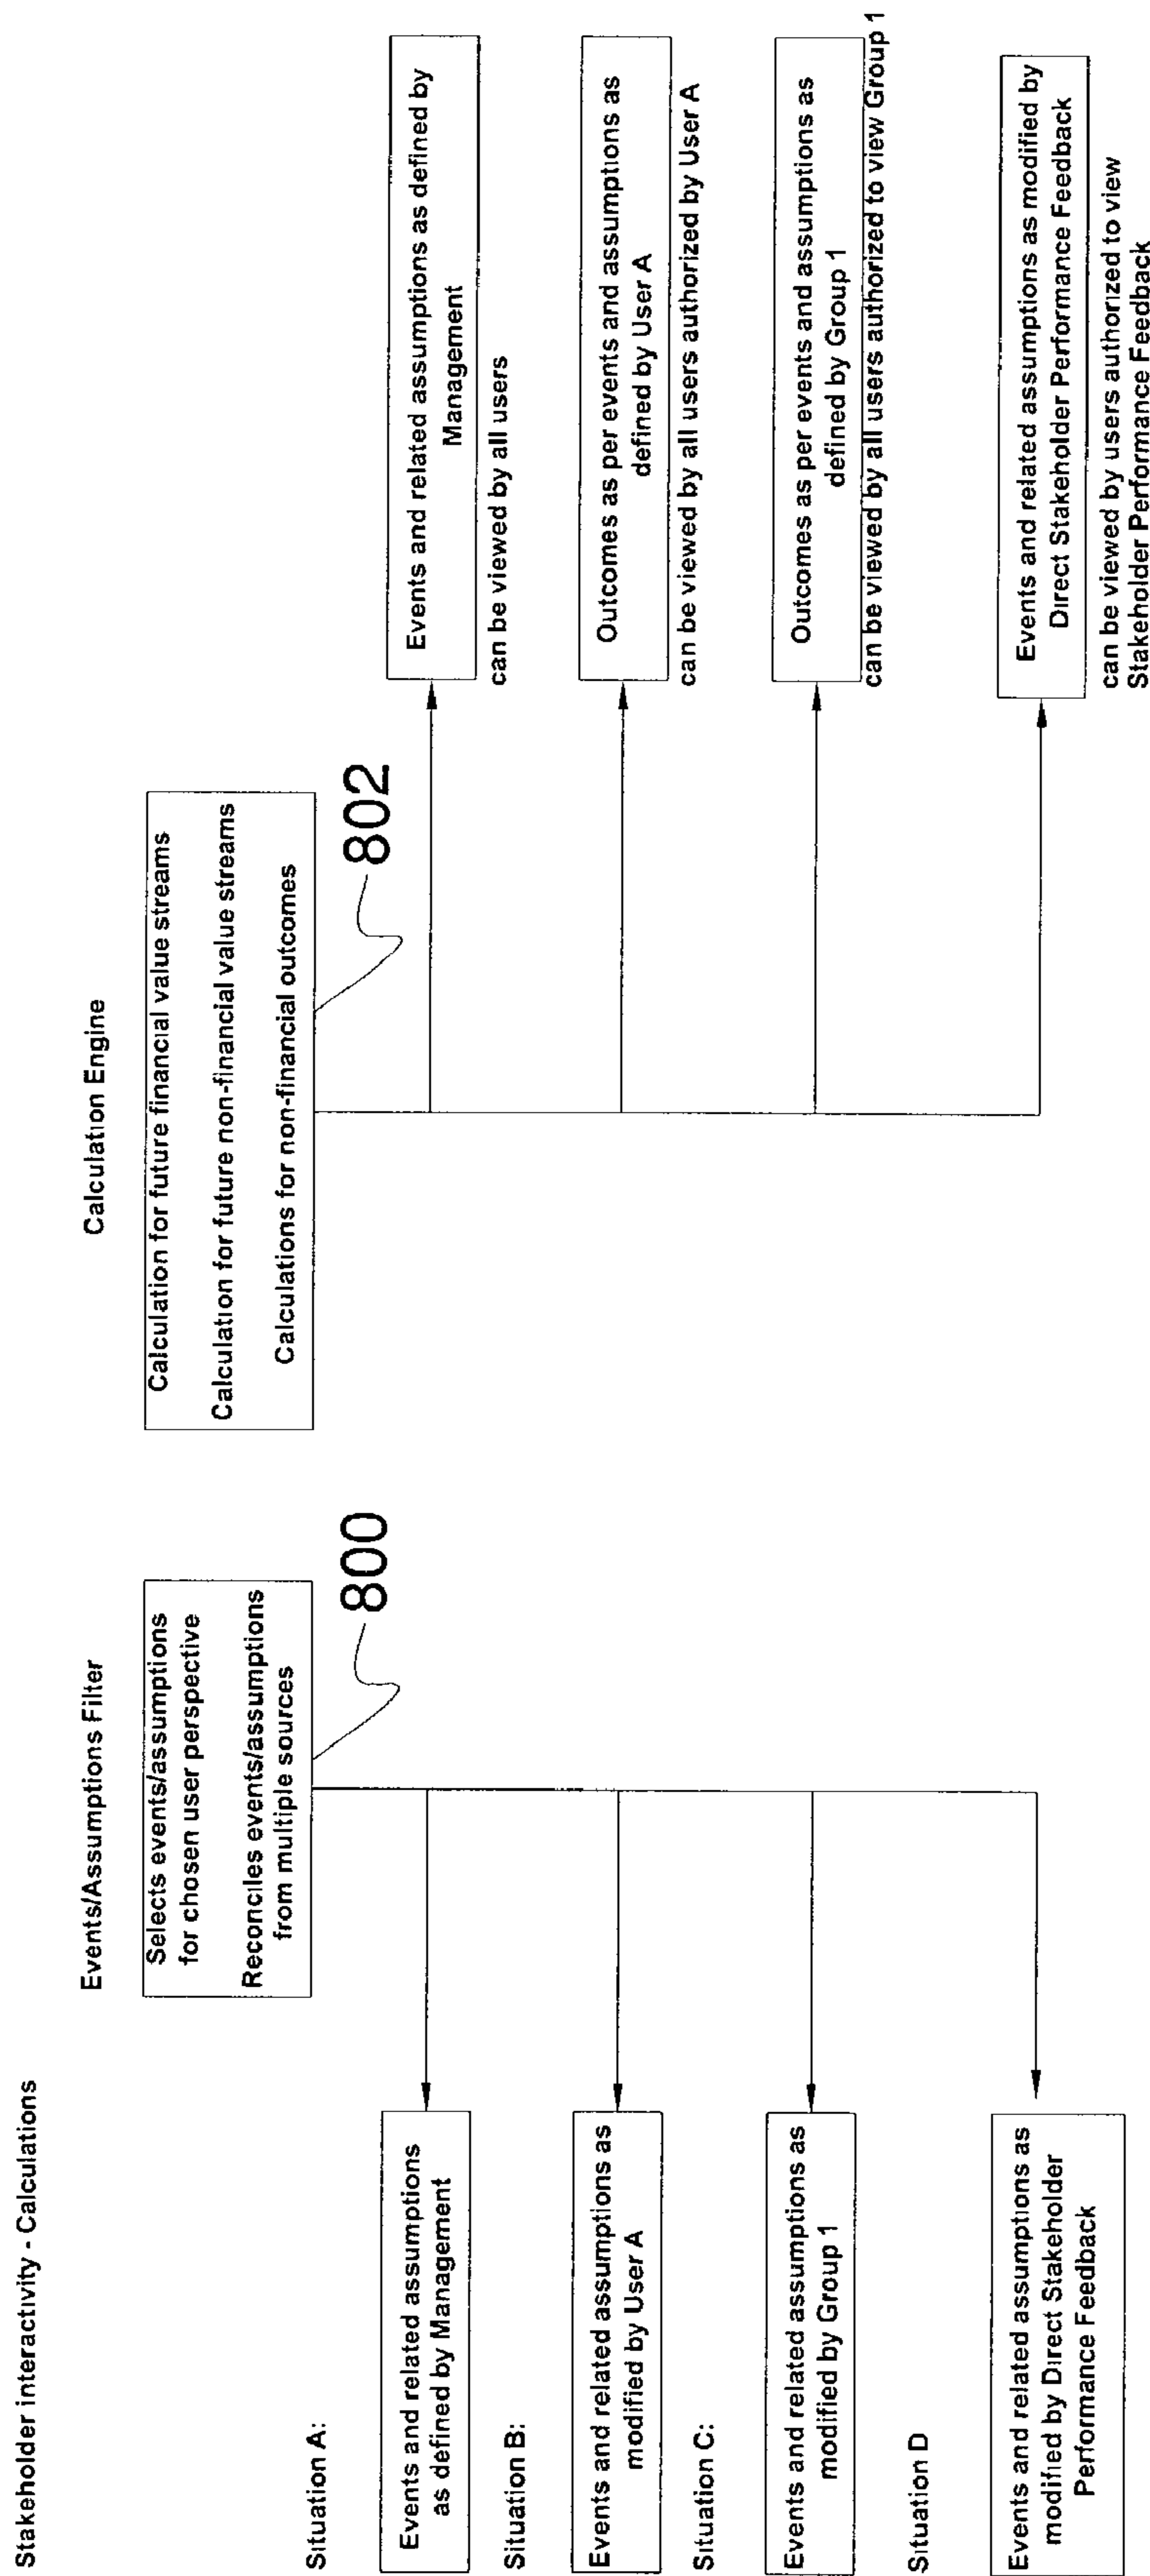 Stakeholder interactivity - Calculations
Events/Assumptions Filter
Calculation Engine
Selects events/assumptions
for chosen user perspective
Reconciles events/assumptions
from multiple sources
800
Calculation for future financial value streams
Calculation for future non-financial value streams
Calculations for non-financial outcomes
802
Situation A:
Events and related assumptions
as defined by Management
Events and related assumptions as defined by
Management
can be viewed by all users
Situation B:
Events and related assumptions as
modified by User A
Outcomes as per events and assumptions as
defined by User A
can be viewed by all users authorized by User A
Situation C:
Events and related assumptions as
modified by Group 1
Outcomes as per events and assumptions as
defined by Group 1
can be viewed by all users authorized to view Group 1
Situation D
Events and related assumptions as
modified by Direct Stakeholder
Performance Feedback
Events and related assumptions as modified by
Direct Stakeholder Performance Feedback
can be viewed by users authorized to view
Stakeholder Performance Feedback